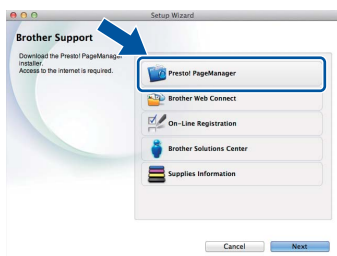 Setup Wizard
Brother Support
Download the Presto! PageManager
installer.
Access to the internet is required.
Presto! PageManager
Brother Web Connect
On-Line Registration
Brother Solutions Center
Supplies Information
Cancel
Next